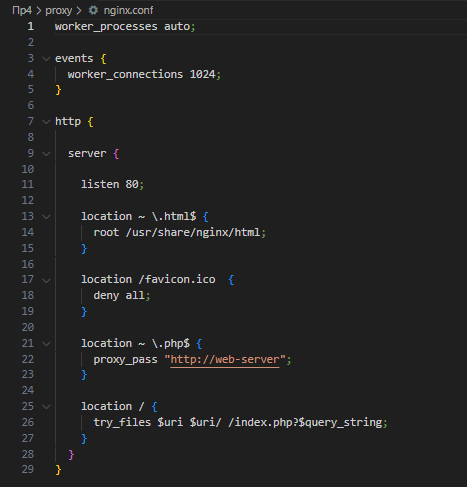 Пр4 > proxy > nginx.conf
1 worker_processes auto;
2
3 events {
4 worker_connections 1024;
5 }
6
7 http {
8
9 server {
10
11 listen 80;
12
13 location ~ \.html$ {
14 root /usr/share/nginx/html;
15 }
16
17 location /favicon.ico  {
18 deny all;
19 }
20
21 location ~ \.php$ {
22 proxy_pass "http://web-server";
23 }
24
25 location / {
26 try_files $uri $uri/ /index.php?$query_string;
27 }
28 }
29 }